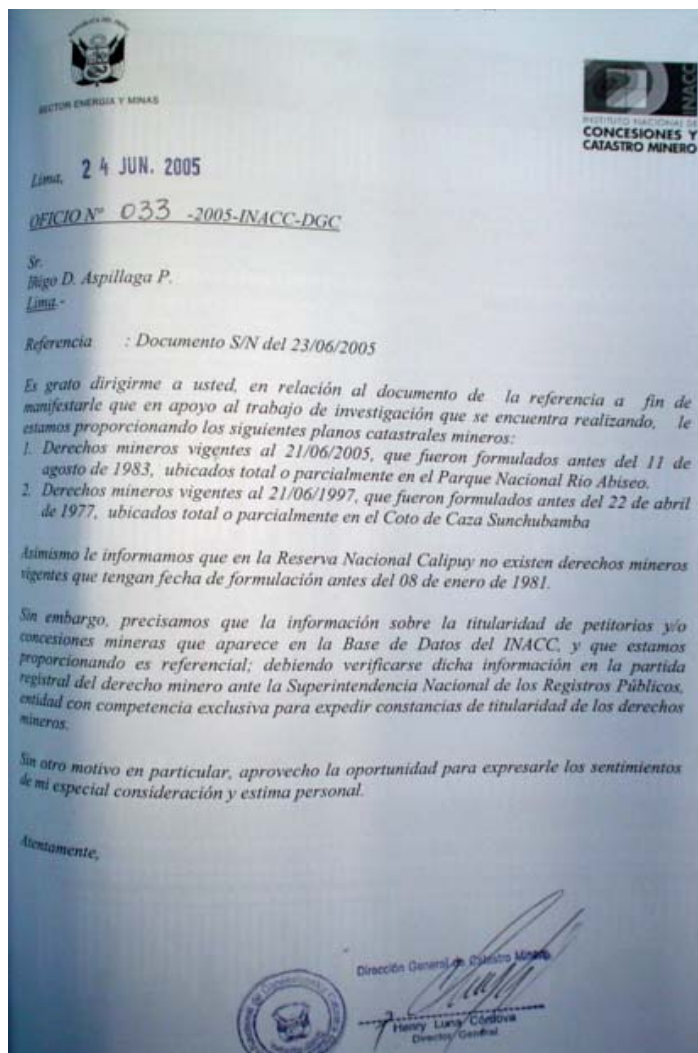 REPUBLICA DEL PERU
SECTOR ENERGIA Y MINAS
INACC
INSTITUTO NACIONAL DE
CONCESIONES Y
CATASTRO MINERO
Lima, 24 JUN. 2005
OFICIO Nº 033 -2005-INACC-DGC
Sr.
Iñigo D. Aspillaga P.
Lima.-
Referencia : Documento S/N del 23/06/2005
Es grato dirigirme a usted, en relación al documento de la referencia a fin de
manifestarle que en apoyo al trabajo de investigación que se encuentra realizando, le
estamos proporcionando los siguientes planos catastrales mineros:
1. Derechos mineros vigentes al 21/06/2005, que fueron formulados antes del 11 de
agosto de 1983, ubicados total o parcialmente en el Parque Nacional Rio Abiseo.
2. Derechos mineros vigentes al 21/06/1997, que fueron formulados antes del 22 de abril
de 1977, ubicados total o parcialmente en el Coto de Caza Sunchubamba
Asimismo le informamos que en la Reserva Nacional Calipuy no existen derechos mineros
vigentes que tengan fecha de formulación antes del 08 de enero de 1981.
Sin embargo, precisamos que la información sobre la titularidad de petitorios y/o
concesiones mineras que aparece en la Base de Datos del INACC, y que estamos
proporcionando es referencial; debiendo verificarse dicha información en la partida
registral del derecho minero ante la Superintendencia Nacional de los Registros Públicos,
entidad con competencia exclusiva para expedir constancias de titularidad de los derechos
mineros.
Sin otro motivo en particular, aprovecho la oportunidad para expresarle los sentimientos
de mi especial consideración y estima personal.
Atentamente,
Dirección General de Catastro Minero
Henry Luna Córdova
Director General